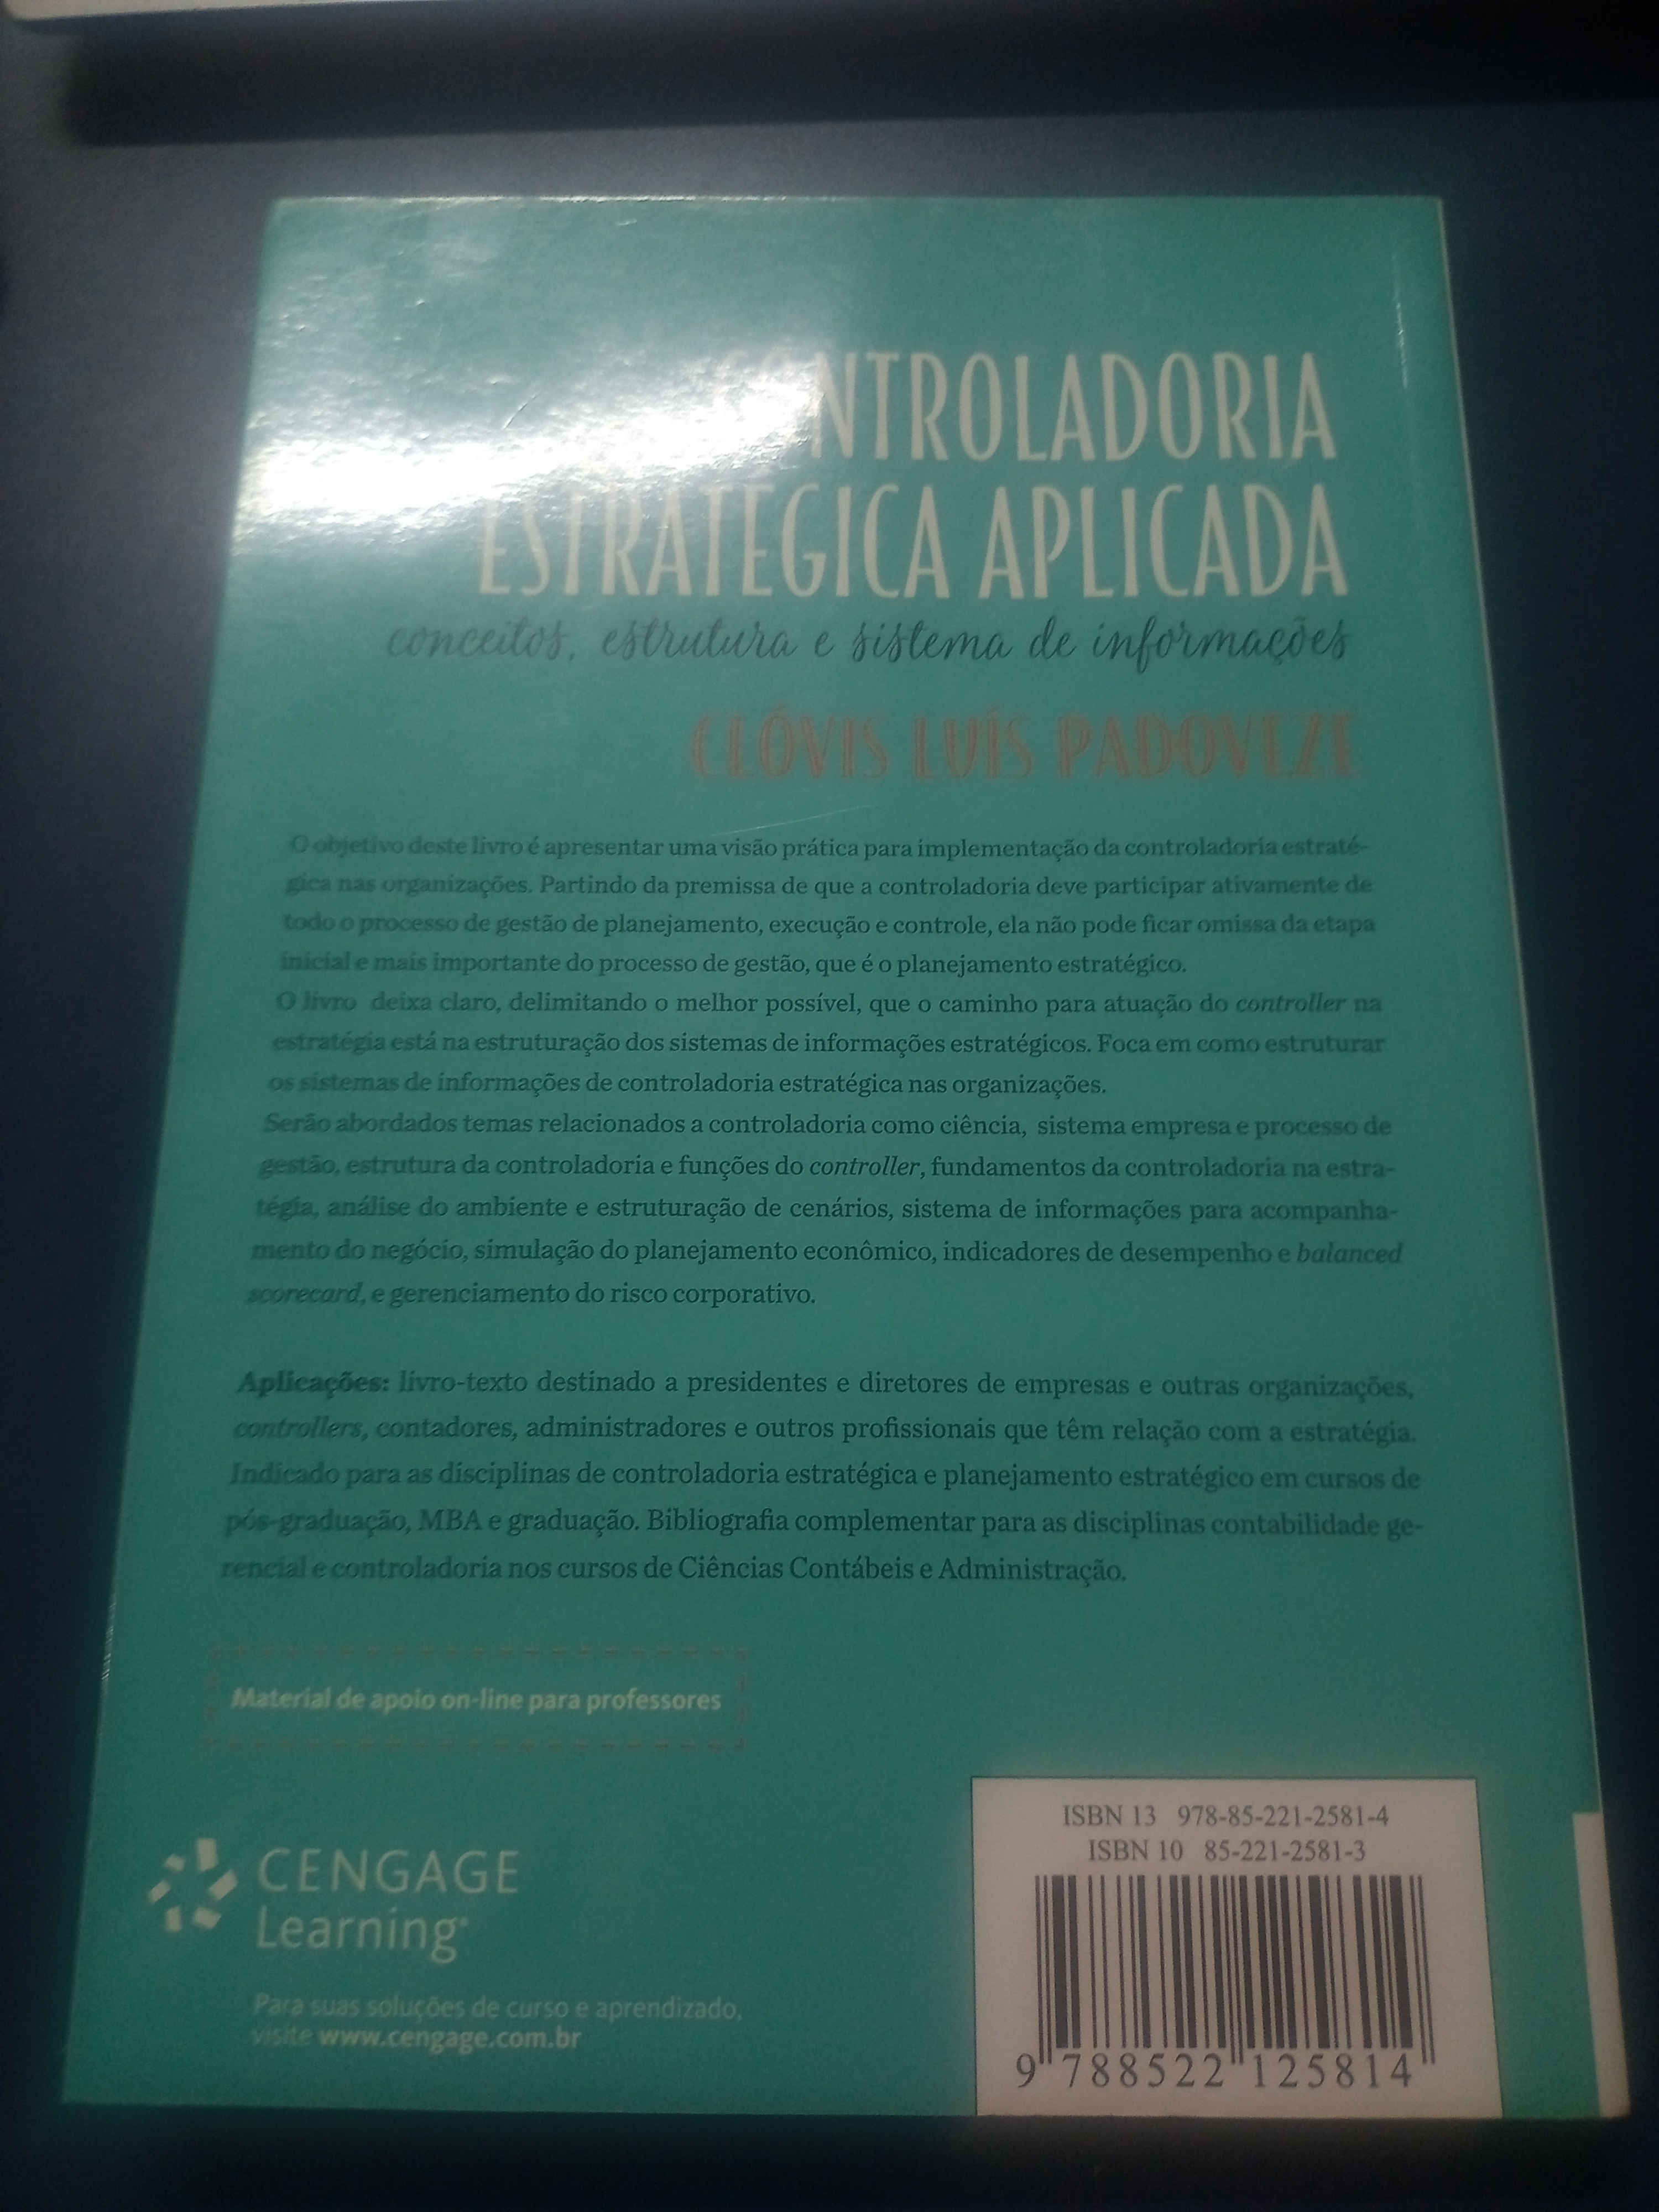 CONTROLADORIA
ESTRATÉGICA APLICADA
conceitos, estrutura e sistema de informações
CLÓVIS LUÍS PADOVEZE
O objetivo deste livro é apresentar uma visão prática para implementação da controladoria estraté-
gica nas organizações. Partindo da premissa de que a controladoria deve participar ativamente de
todo o processo de gestão de planejamento, execução e controle, ela não pode ficar omissa da etapa
inicial e mais importante do processo de gestão, que é o planejamento estratégico.
O livro deixa claro, delimitando o melhor possível, que o caminho para atuação do controller na
estratégia está na estruturação dos sistemas de informações estratégicos. Foca em como estruturar
os sistemas de informações de controladoria estratégica nas organizações.
Serão abordados temas relacionados a controladoria como ciência, sistema empresa e processo de
gestão, estrutura da controladoria e funções do controller, fundamentos da controladoria na estra-
tégia, análise do ambiente e estruturação de cenários, sistema de informações para acompanha-
mento do negócio, simulação do planejamento econômico, indicadores de desempenho e balanced
scorecard, e gerenciamento do risco corporativo.
Aplicações: livro-texto destinado a presidentes e diretores de empresas e outras organizações,
controllers, contadores, administradores e outros profissionais que têm relação com a estratégia.
Indicado para as disciplinas de controladoria estratégica e planejamento estratégico em cursos de
pós-graduação, MBA e graduação. Bibliografia complementar para as disciplinas contabilidade ge-
rencial e controladoria nos cursos de Ciências Contábeis e Administração.
Material de apoio on-line para professores
CENGAGE
Learning®
Para suas soluções de curso e aprendizado,
visite www.cengage.com.br
ISBN 13 978-85-221-2581-4
ISBN 10 85-221-2581-3
9 788522 125814